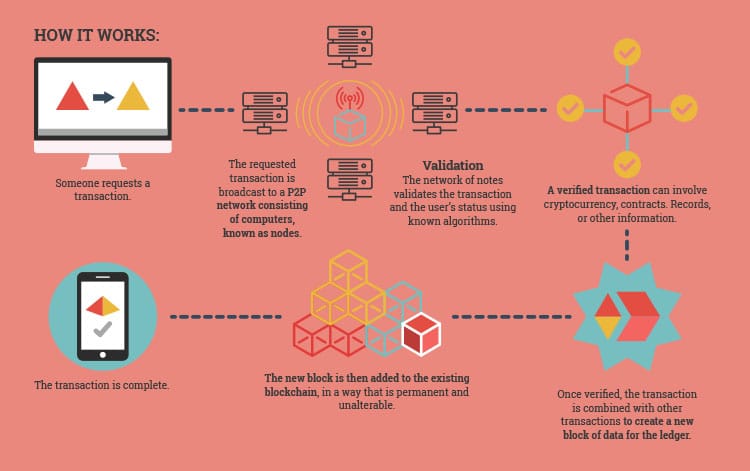 HOW IT WORKS:
Someone requests a
transaction.
The requested
transaction is
broadcast to a P2P
network consisting
of computers,
known as nodes.
Validation
The network of notes
validates the transaction
and the user's status using
known algorithms.
A verified transaction can involve
cryptocurrency, contracts. Records,
or other information.
Once verified, the transaction
is combined with other
transactions to create a new
block of data for the ledger.
The new block is then added to the existing
blockchain, in a way that is permanent and
unalterable.
The transaction is complete.